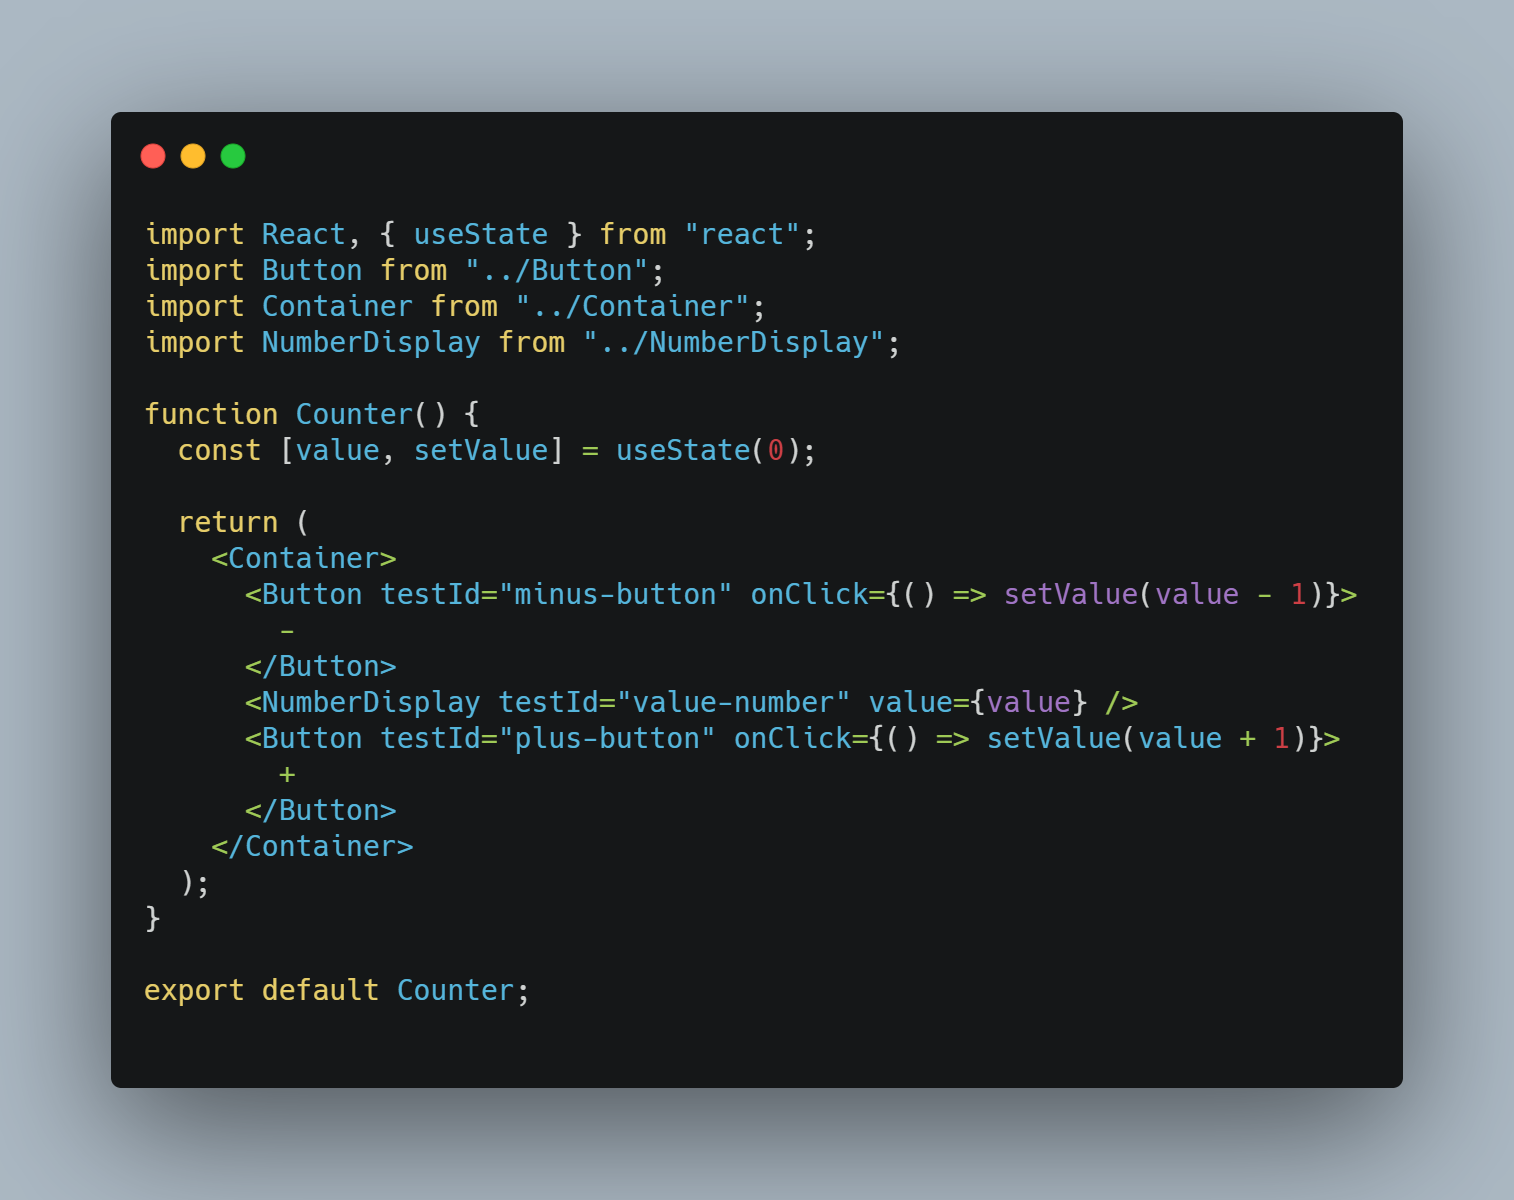 import React, { useState } from "react";
import Button from "../Button";
import Container from "../Container";
import NumberDisplay from "../NumberDisplay";

function Counter() {
  const [value, setValue] = useState(0);

  return (
    <Container>
      <Button testId="minus-button" onClick={() => setValue(value - 1)}>
        -
      </Button>
      <NumberDisplay testId="value-number" value={value} />
      <Button testId="plus-button" onClick={() => setValue(value + 1)}>
        +
      </Button>
    </Container>
  );
}

export default Counter;